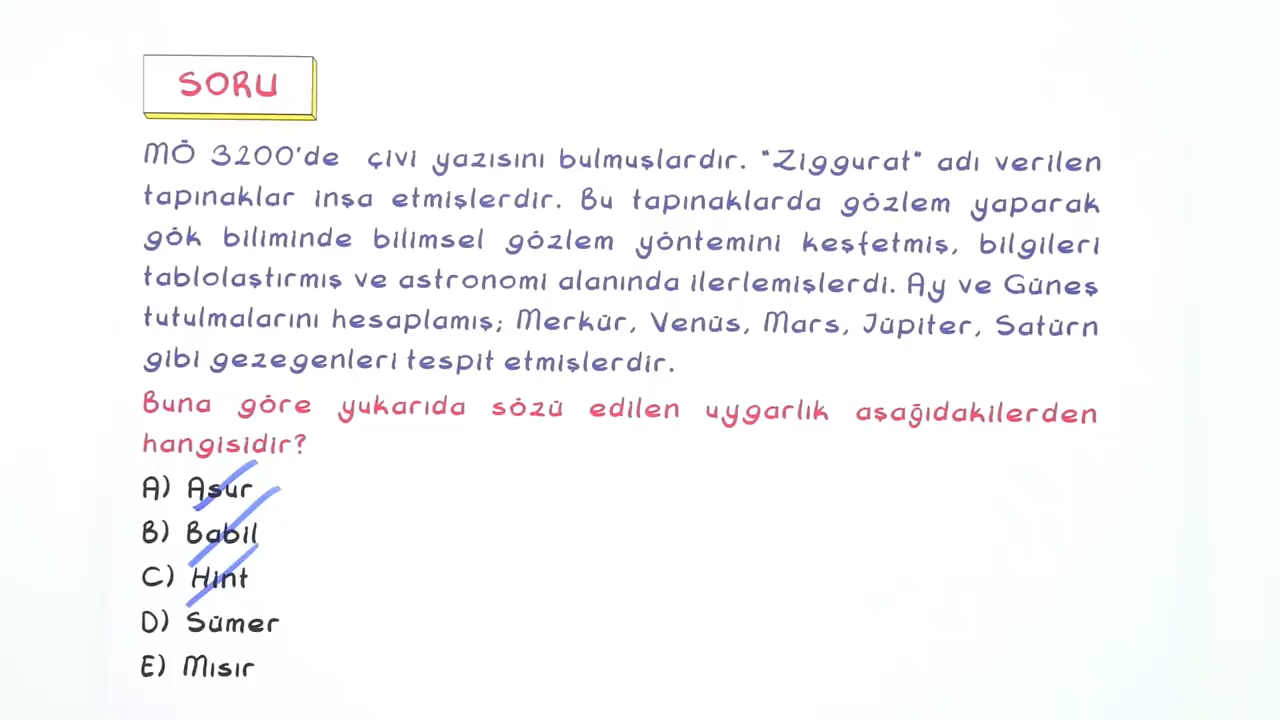 SORU
MÖ 3200'de çivi yazısını bulmuşlardır. "Ziggurat" adı verilen
tapınaklar inşa etmişlerdir. Bu tapınaklarda gözlem yaparak
gök biliminde bilimsel gözlem yöntemini keşfetmiş, bilgileri
tablolaştırmış ve astronomi alanında ilerlemişlerdi. Ay ve Güneş
tutulmalarını hesaplamış; Merkür, Venüs, Mars, Jüpiter, Satürn
gibi gezegenleri tespit etmişlerdir.
Buna göre yukarıda sözü edilen uygarlık aşağıdakilerden
hangisidir?
A) Asur
B) Babil
C) Hint
D) Sümer
E) Mısır